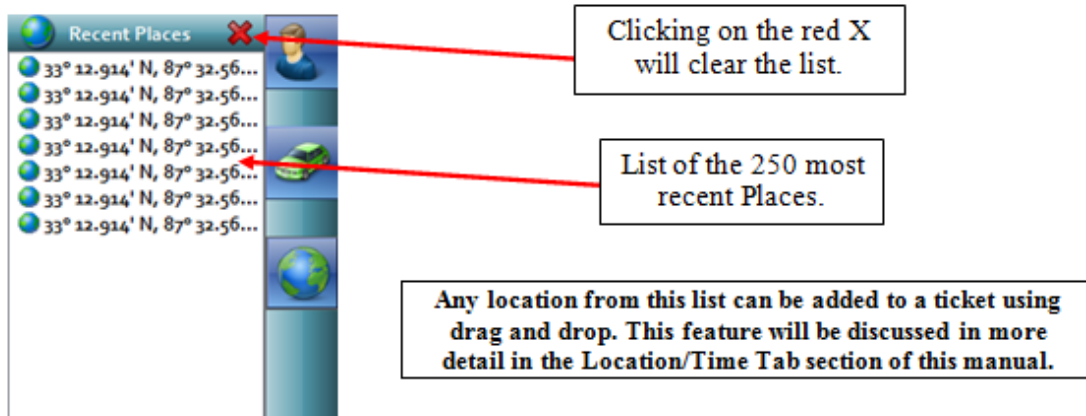 Recent Places
33° 12.914' N, 87° 32.56...
33° 12.914' N, 87° 32.56...
33° 12.914' N, 87° 32.56...
33° 12.914' N, 87° 32.56...
33° 12.914' N, 87° 32.56...
33° 12.914' N, 87° 32.56...
33° 12.914' N, 87° 32.56...
Clicking on the red X
will clear the list.
List of the 250 most
recent Places.
Any location from this list can be added to a ticket using
drag and drop. This feature will be discussed in more
detail in the Location/Time Tab section of this manual.